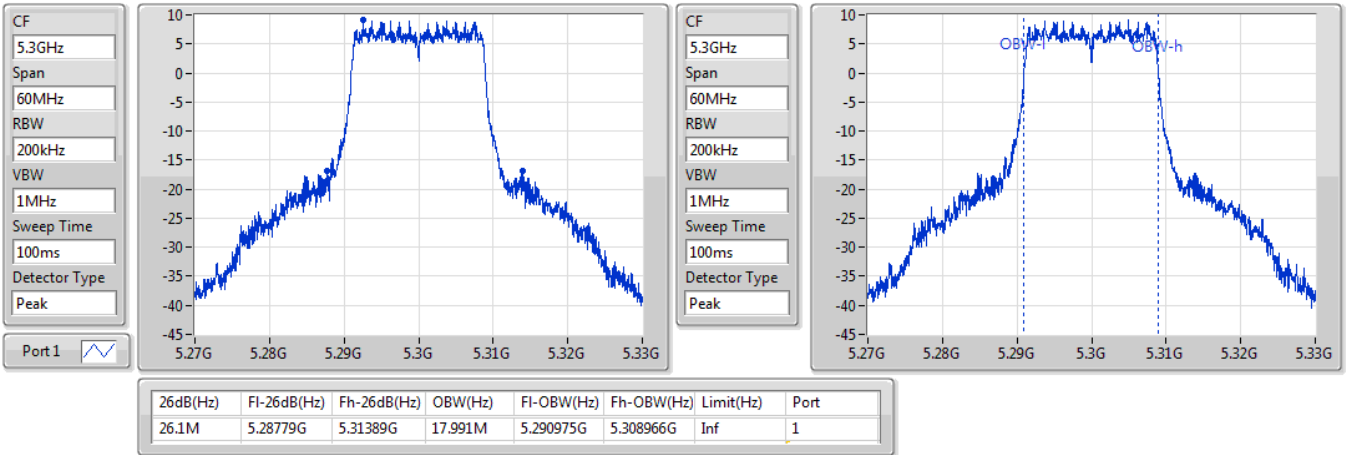 CF
5.3GHz
Span
60MHz
RBW
200kHz
VBW
1MHz
Sweep Time
100ms
Detector Type
Peak
Port 1
10
5
0
-5
-10
-15
-20
-25
-30
-35
-40
-45
5.27G 5.28G 5.29G 5.3G 5.31G 5.32G 5.33G
CF
5.3GHz
Span
60MHz
RBW
200kHz
VBW
1MHz
Sweep Time
100ms
Detector Type
Peak
10
5
0
-5
-10
-15
-20
-25
-30
-35
-40
-45
OBW-l OBW-h
5.27G 5.28G 5.29G 5.3G 5.31G 5.32G 5.33G
26dB(Hz) Fl-26dB(Hz) Fh-26dB(Hz) OBW(Hz) Fl-OBW(Hz) Fh-OBW(Hz) Limit(Hz) Port
26.1M 5.28779G 5.31389G 17.991M 5.290975G 5.308966G Inf 1